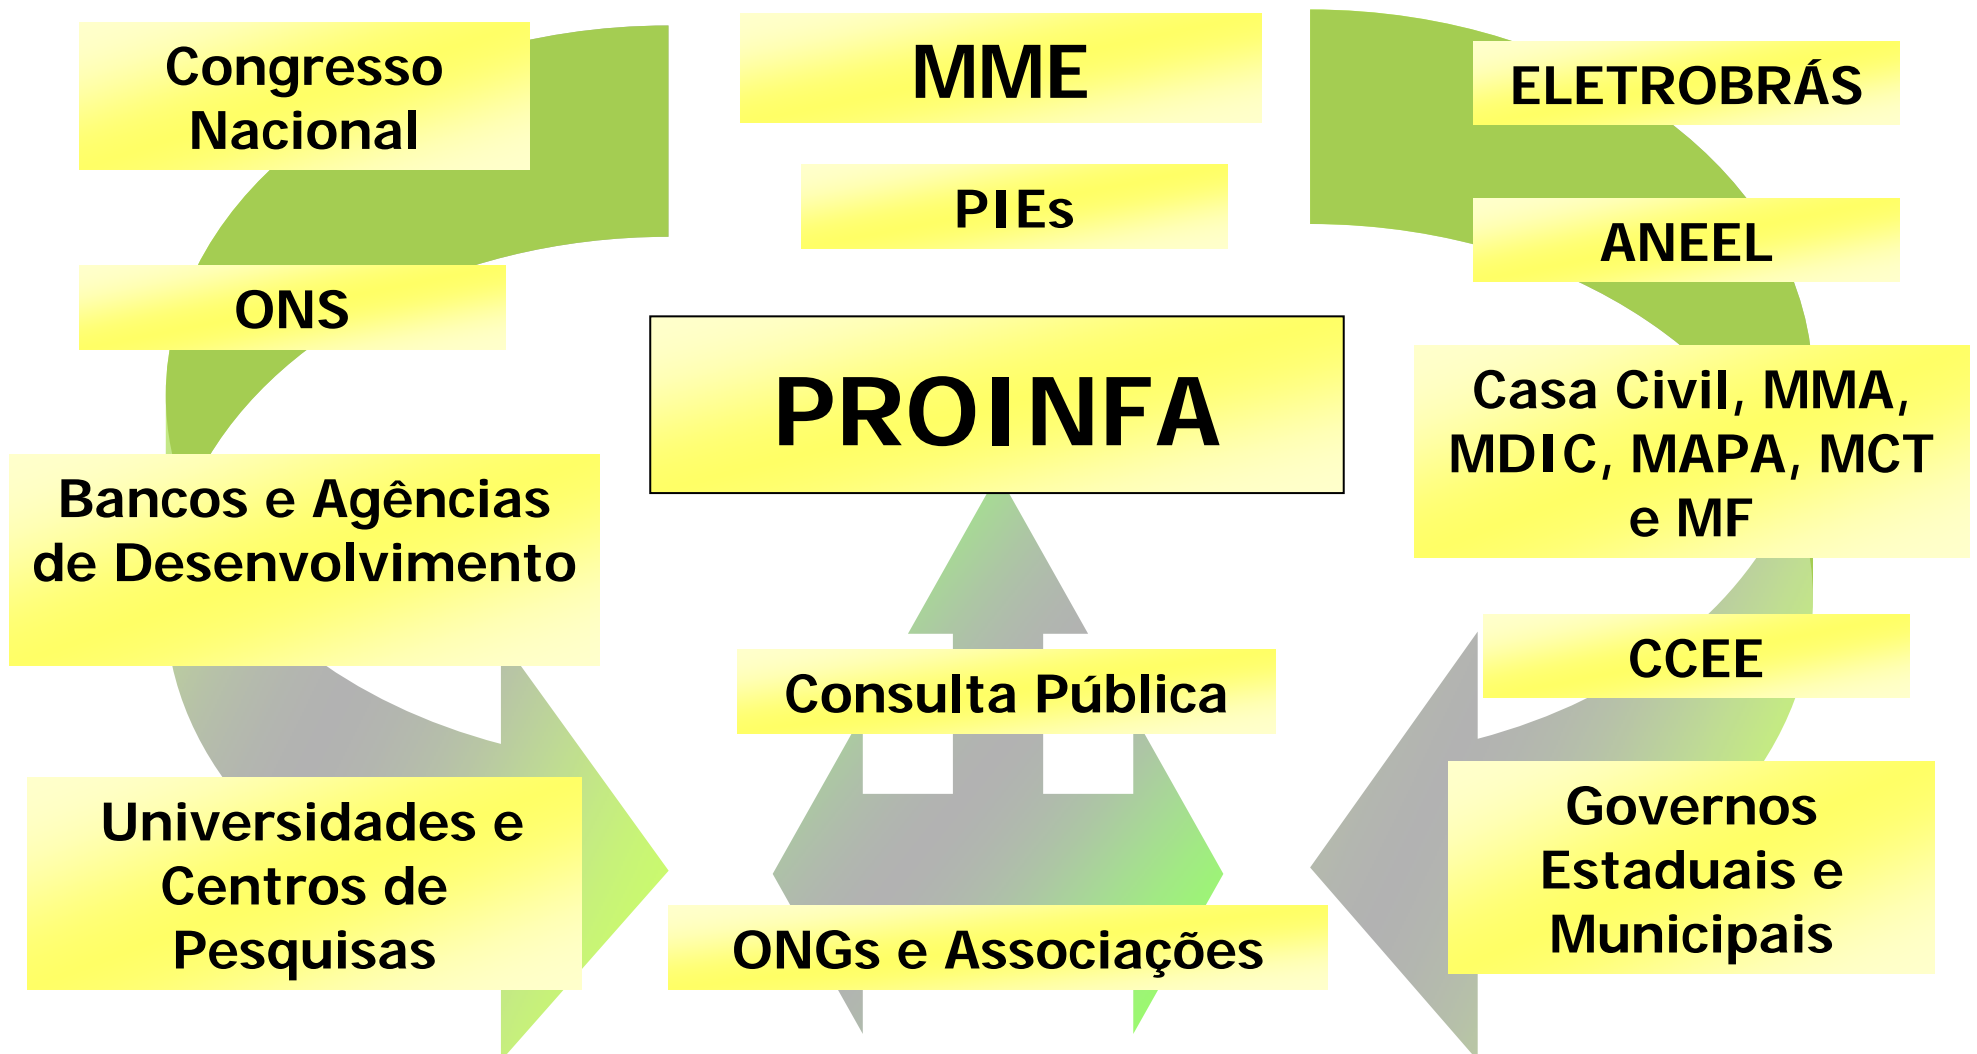 Congresso
Nacional
MME
ELETROBRÁS
PIEs
ANEEL
ONS
PROINFA
Casa Civil, MMA,
MDIC, MAPA, MCT
e MF
Bancos e Agências
de Desenvolvimento
CCEE
Consulta Pública
Universidades e
Centros de
Pesquisas
ONGs e Associações
Governos
Estaduais e
Municipais